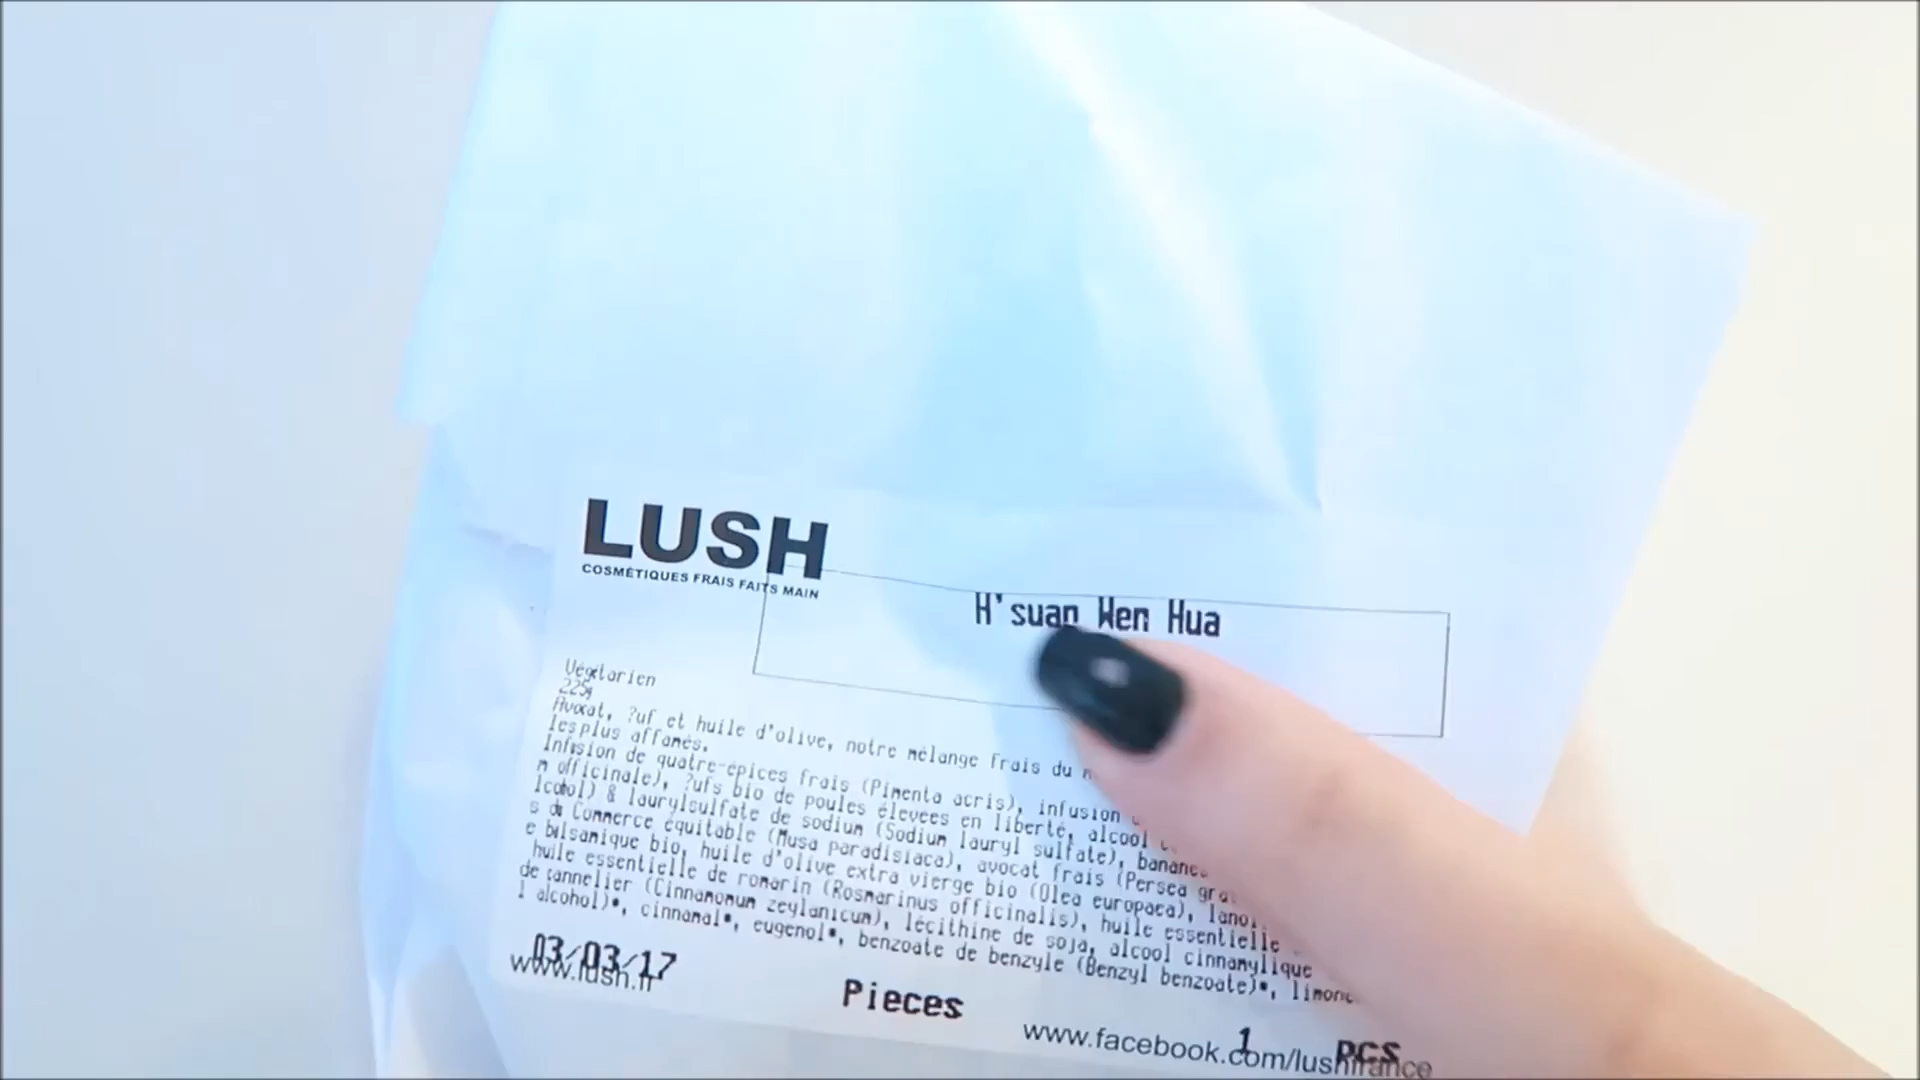 LUSH
COSMÉTIQUES FRAIS FAITS MAIN
H'suan Wen Hua
Végétarien
225g
Avocat, ?uf et huile d'olive, notre mélange frais du
les plus affamés.
Infusion de quatre-épices frais (Pimenta acris), infusion
m officinale), ?ufs bio de poules élevées en liberté, alcool
lcohol) & laurylsulfate de sodium (Sodium lauryl sulfate), bananes
s du Commerce équitable (Musa paradisiaca), avocat frais (Persea gra
e balsamique bio, huile d'olive extra vierge bio (Olea europaea), lanol
huile essentielle de romarin (Rosmarinus officinalis), huile essentielle
de cannelier (Cinnamomum zeylanicum), lécithine de soja, alcool cinnamylique
l alcohol)*, cinnamal*, eugenol*, benzoate de benzyle (Benzyl benzoate)*, limone
03/03/17
www.lush.fr
Pieces
1 PCS
www.facebook.com/lushfrance